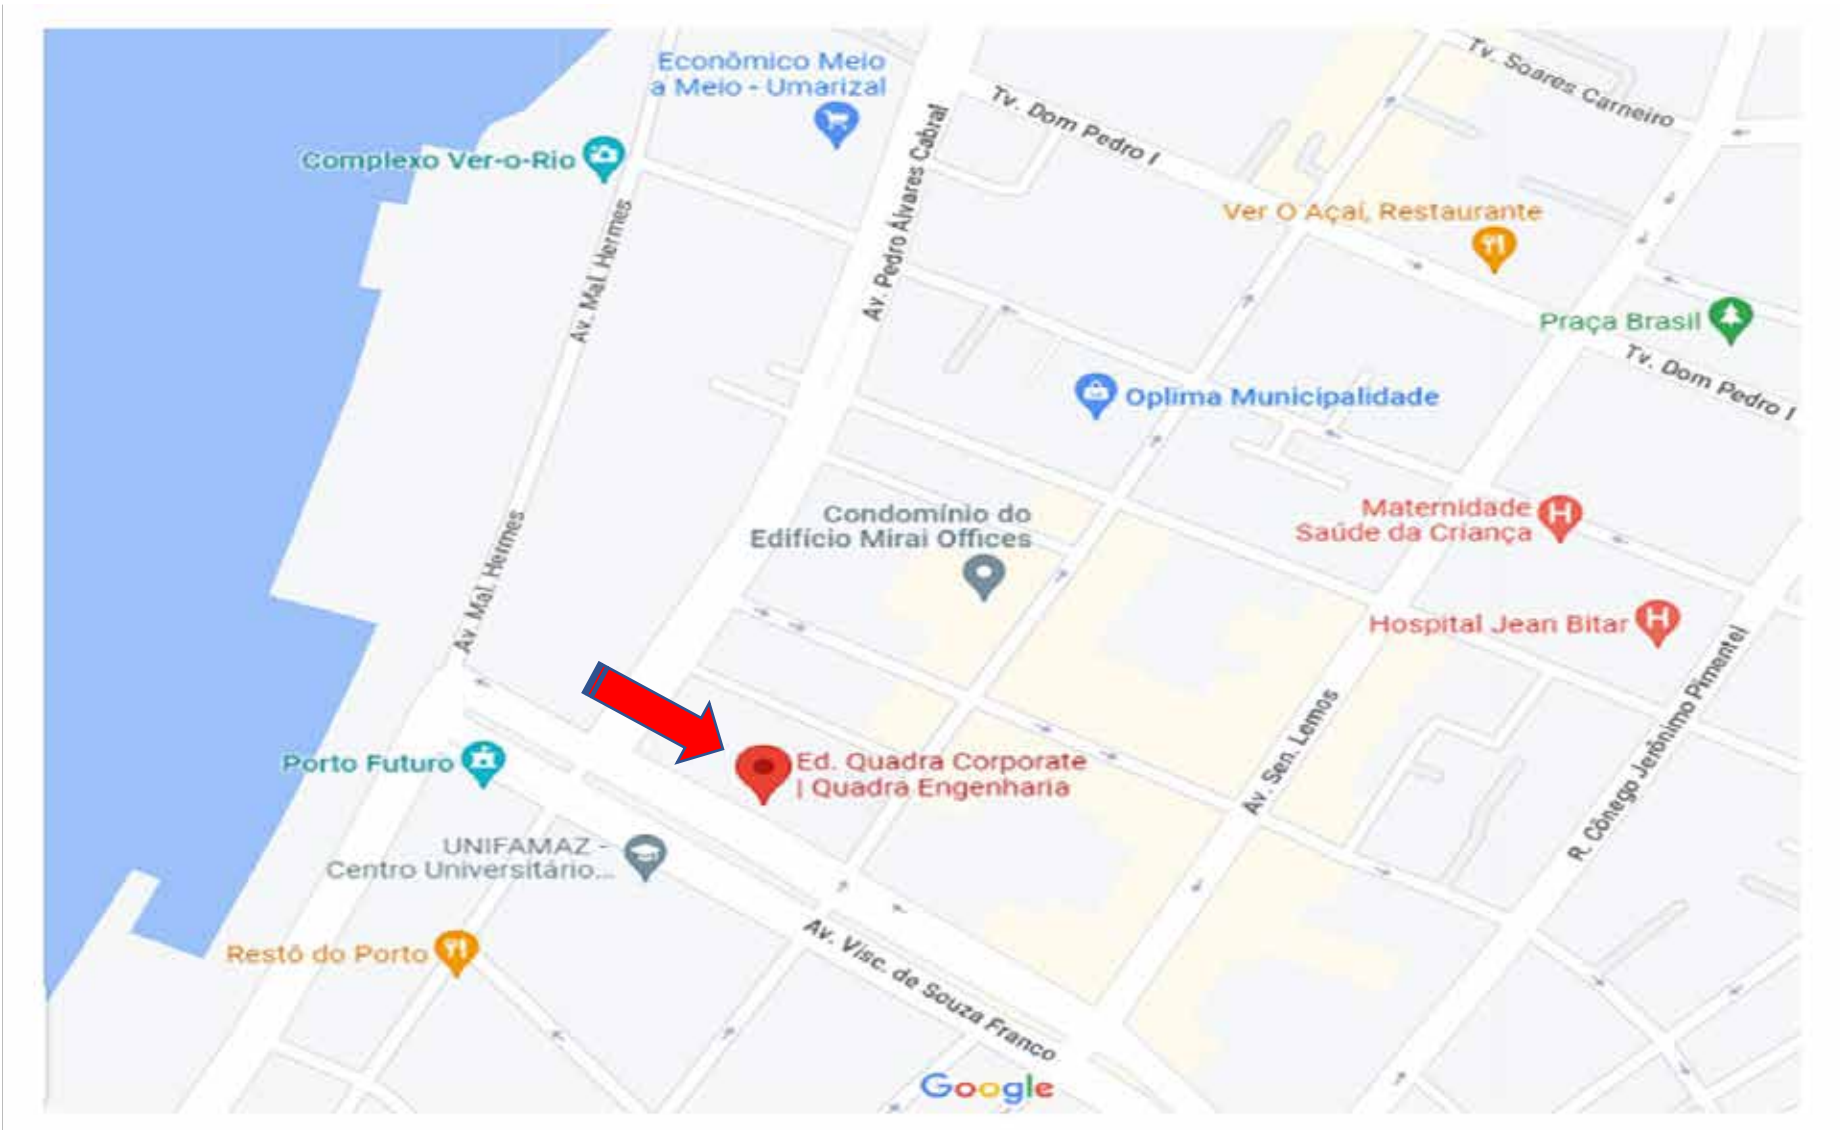 Econômico Meio
a Meio - Umarizal
Tv. Soares Carneiro
Tv. Dom Pedro I
Complexo Ver-o-Rio
Av. Pedro Álvares Cabral
Av. Mal. Hermes
Ver O Açaí, Restaurante
Praça Brasil
Tv. Dom Pedro I
Oplima Municipalidade
Condomínio do
Edifício Mirai Offices
Maternidade
Saúde da Criança
Av. Mal. Hermes
Hospital Jean Bitar
R. Cônego Jerônimo Pimentel
Av. Sen. Lemos
Porto Futuro
Ed. Quadra Corporate
| Quadra Engenharia
UNIFAMAZ -
Centro Universitário...
Restô do Porto
Av. Visc. de Souza Franco
Google